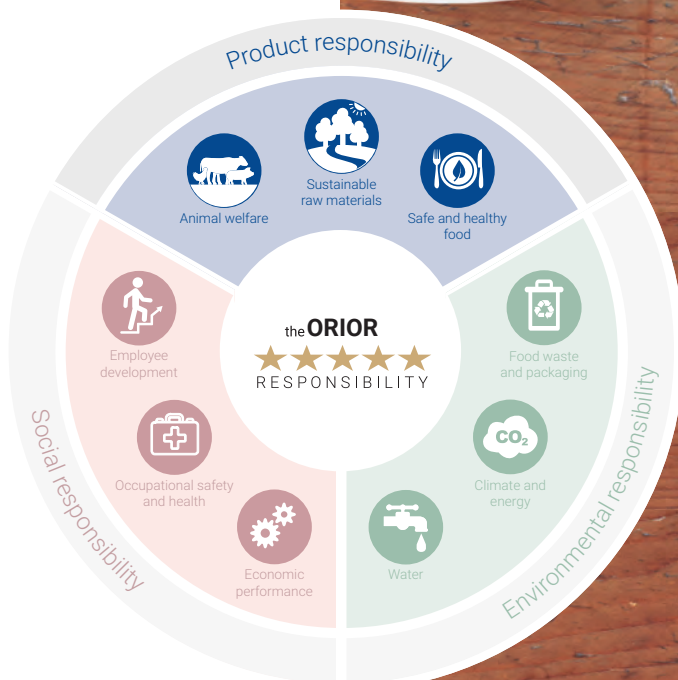 Product responsibility
Animal welfare
Sustainable
raw materials
Safe and healthy
food
Employee
development
Occupational safety
and health
Economic
performance
Social responsibility
the ORIOR
RESPONSIBILITY
Food waste
and packaging
CO₂
Climate and
energy
Water
Environmental responsibility